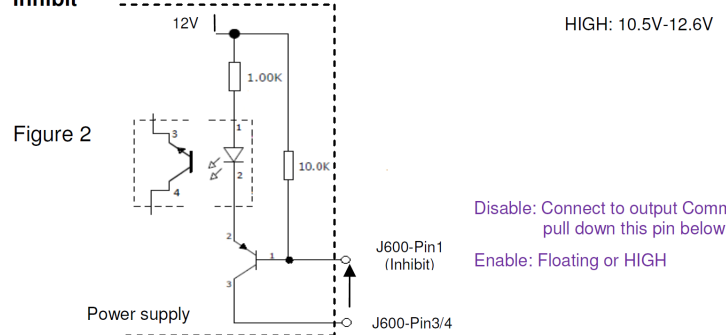 Inhibit
12V
HIGH: 10.5V-12.6V
1.00K
Figure 2
1
3
2
10.0K
4
Disable: Connect to output Comm
pull down this pin below
2
J600-Pin1
1
(Inhibit)
Enable: Floating or HIGH
3
Power supply
J600-Pin3/4